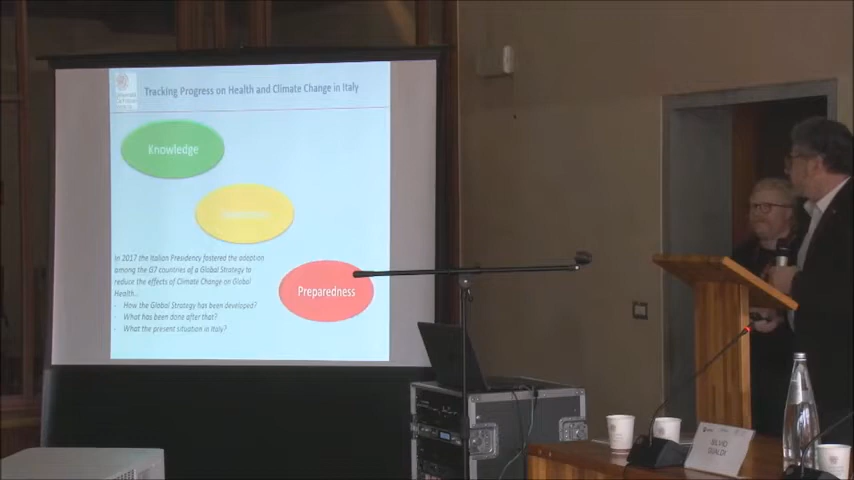 Tracking Progress on Health and Climate Change in Italy
Knowledge
In 2017 the Italian Presidency fostered the adoption
among the G7 countries of a Global Strategy to
reduce the effects of Climate Change on Global
Health..
- How the Global Strategy has been developed?
- What has been done after that?
- What the present situation in Italy?
Preparedness
SILVIO